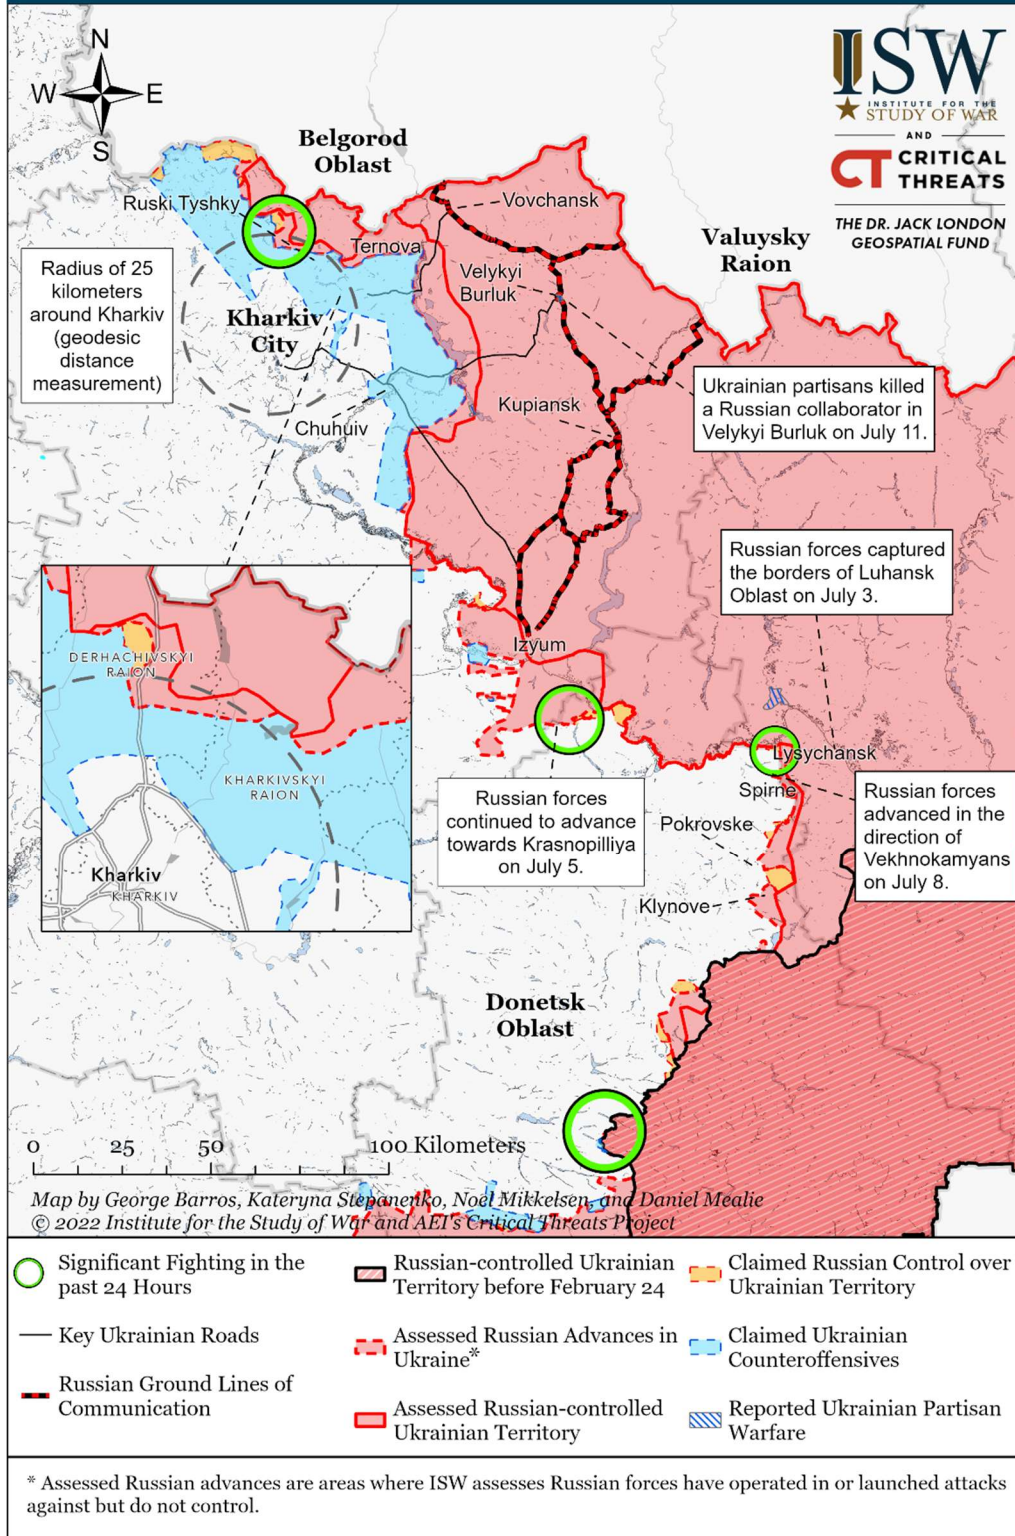 N
W E
S
ISW
INSTITUTE FOR THE
STUDY OF WAR
AND
CT CRITICAL
THREATS
THE DR. JACK LONDON
GEOSPATIAL FUND
Belgorod
Oblast
Ruski Tyshky
Vovchansk
Ternova
Valuysky
Raion
Velykyi
Burluk
Radius of 25
kilometers
around Kharkiv
(geodesic
distance
measurement)
Kharkiv
City
Ukrainian partisans killed
a Russian collaborator in
Velykyi Burluk on July 11.
Kupiansk
Chuhuiv
Russian forces captured
the borders of Luhansk
Oblast on July 3.
Izyum
DERHACHIVSKYI
RAION
KHARKIVSKYI
RAION
Kharkiv
KHARKIV
Lysychansk
Spirne
Russian forces
continued to advance
towards Krasnopilliya
on July 5.
Pokrovske
Russian forces
advanced in the
direction of
Vekhnokamyans
on July 8.
Klynove
Donetsk
Oblast
0 25 50 100 Kilometers
Map by George Barros, Kateryna Stepanenko, Noel Mikkelsen, and Daniel Mealie
© 2022 Institute for the Study of War and AEI's Critical Threats Project
Significant Fighting in the
past 24 Hours
Key Ukrainian Roads
Russian Ground Lines of
Communication
Russian-controlled Ukrainian
Territory before February 24
Assessed Russian Advances in
Ukraine*
Assessed Russian-controlled
Ukrainian Territory
Claimed Russian Control over
Ukrainian Territory
Claimed Ukrainian
Counteroffensives
Reported Ukrainian Partisan
Warfare
* Assessed Russian advances are areas where ISW assesses Russian forces have operated in or launched attacks
against but do not control.